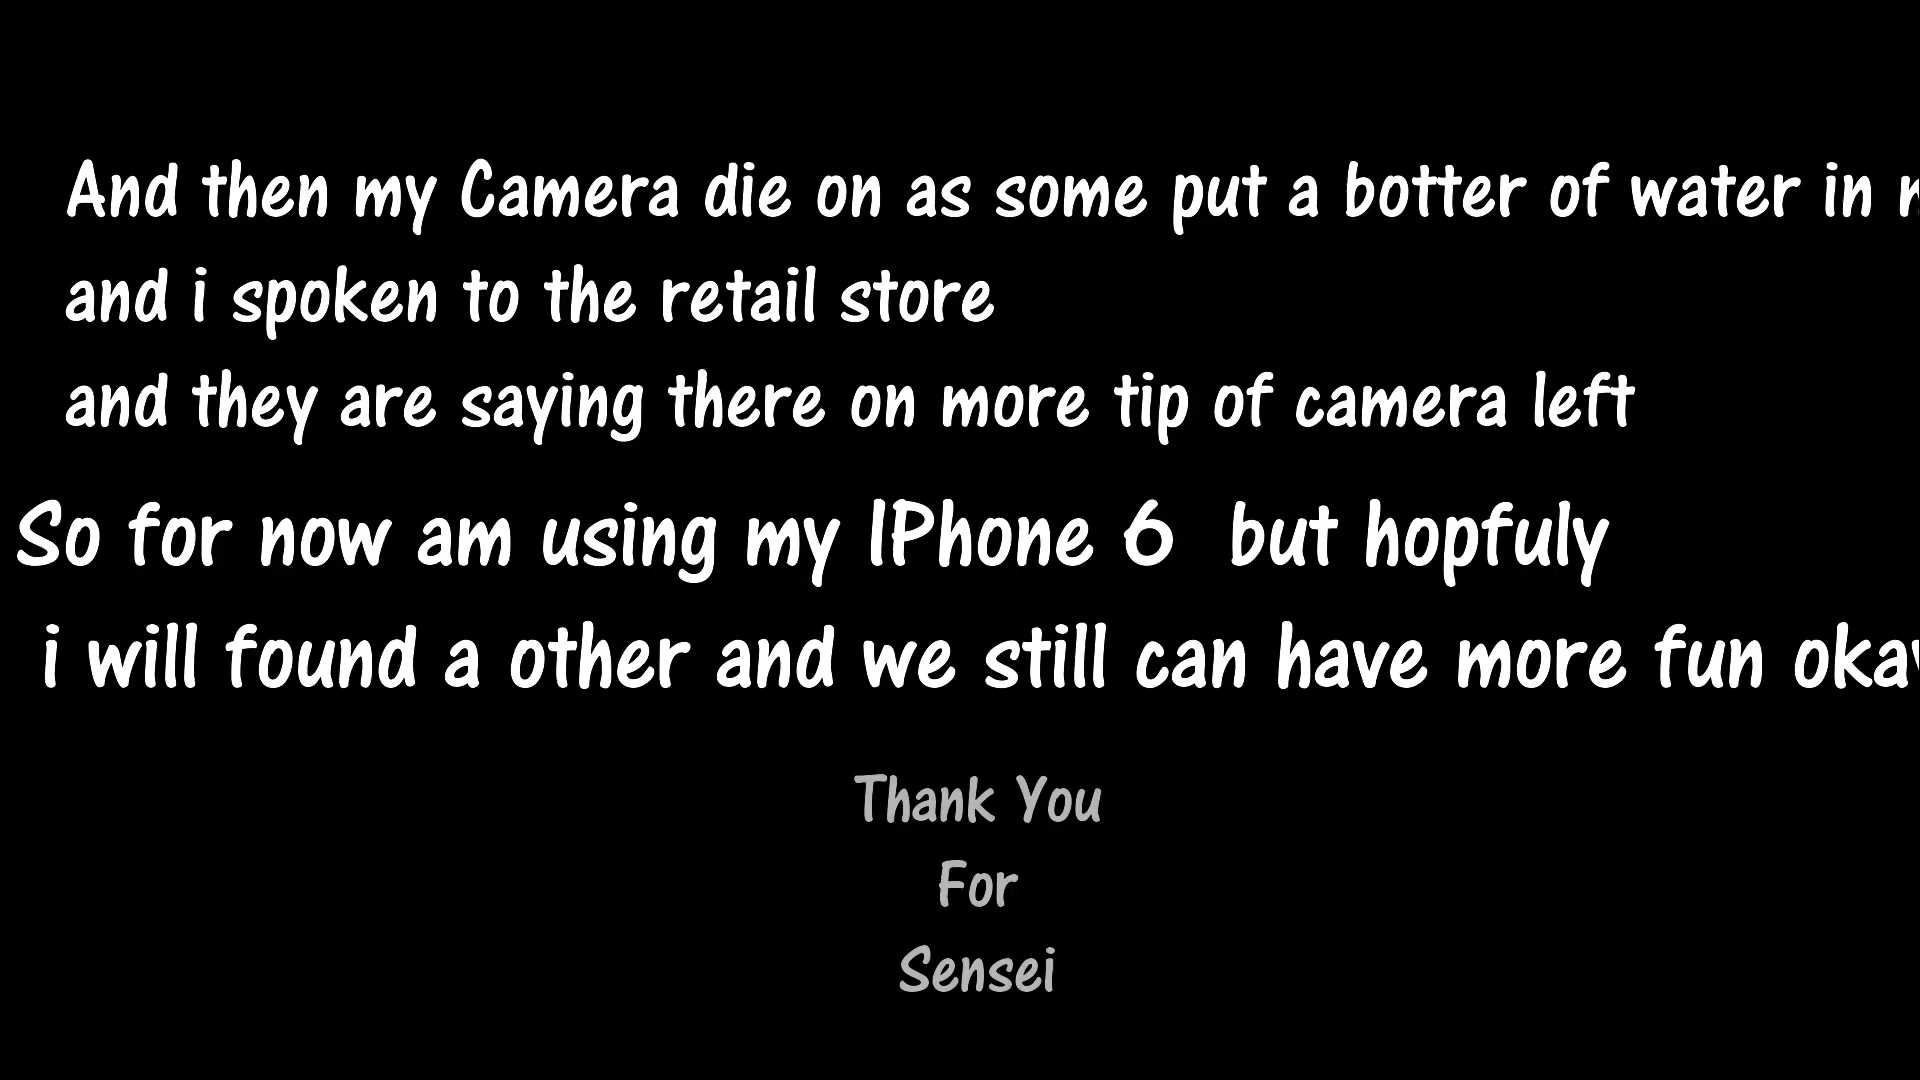 And then my Camera die on as some put a botter of water in
and i spoken to the retail store
and they are saying there on more tip of camera left
So for now am using my IPhone 6 but hopfuly
i will found a other and we still can have more fun
Thank You
For
Sensei